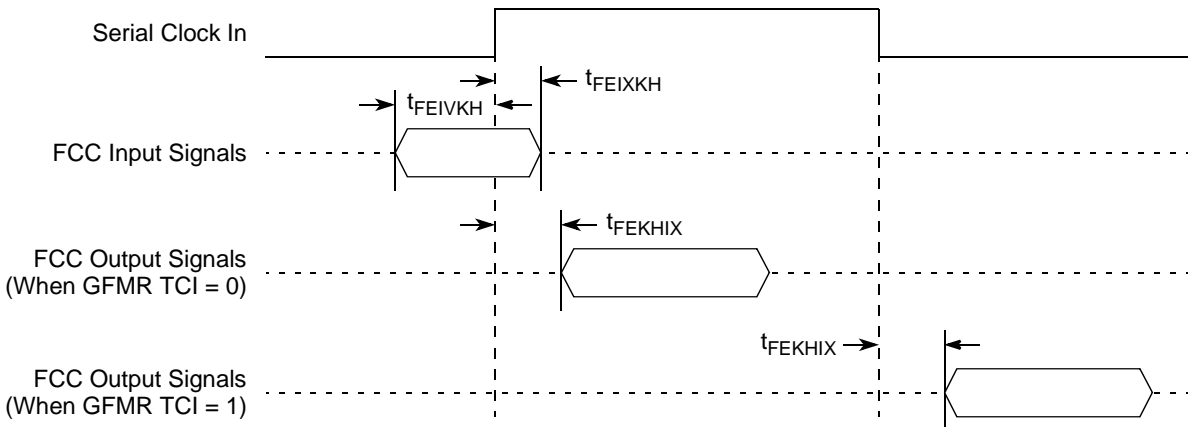 Serial Clock In
tFEIXKH
tFEIVKH
FCC Input Signals
tFEKHIX
FCC Output Signals
(When GFMR TCI = 0)
tFEKHIX
FCC Output Signals
(When GFMR TCI = 1)